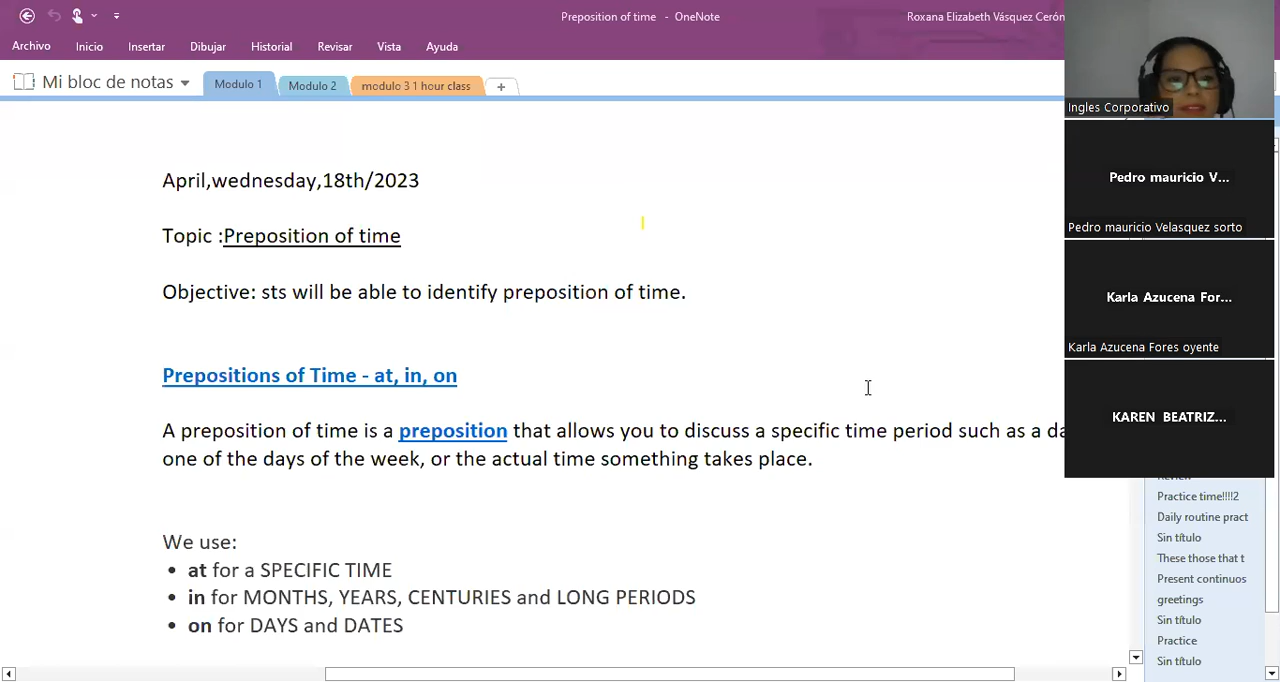 Preposition of time - OneNote
Roxana Elizabeth Vásquez Cerón
Archivo Inicio Insertar Dibujar Historial Revisar Vista Ayuda
Mi bloc de notas Modulo 1 Modulo 2 modulo 3 1 hour class +
April,wednesday,18th/2023
Topic :Preposition of time
Objective: sts will be able to identify preposition of time.
Prepositions of Time - at, in, on
A preposition of time is a preposition that allows you to discuss a specific time period such as a
one of the days of the week, or the actual time something takes place.
We use:
• at for a SPECIFIC TIME
• in for MONTHS, YEARS, CENTURIES and LONG PERIODS
• on for DAYS and DATES
Ingles Corporativo
Pedro mauricio V...
Pedro mauricio Velasquez sorto
Karla Azucena For...
Karla Azucena Fores oyente
KAREN BEATRIZ...
Practice time!!!!2
Daily routine pract
Sin título
These those that t
Present continuos
greetings
Sin título
Practice
Sin título